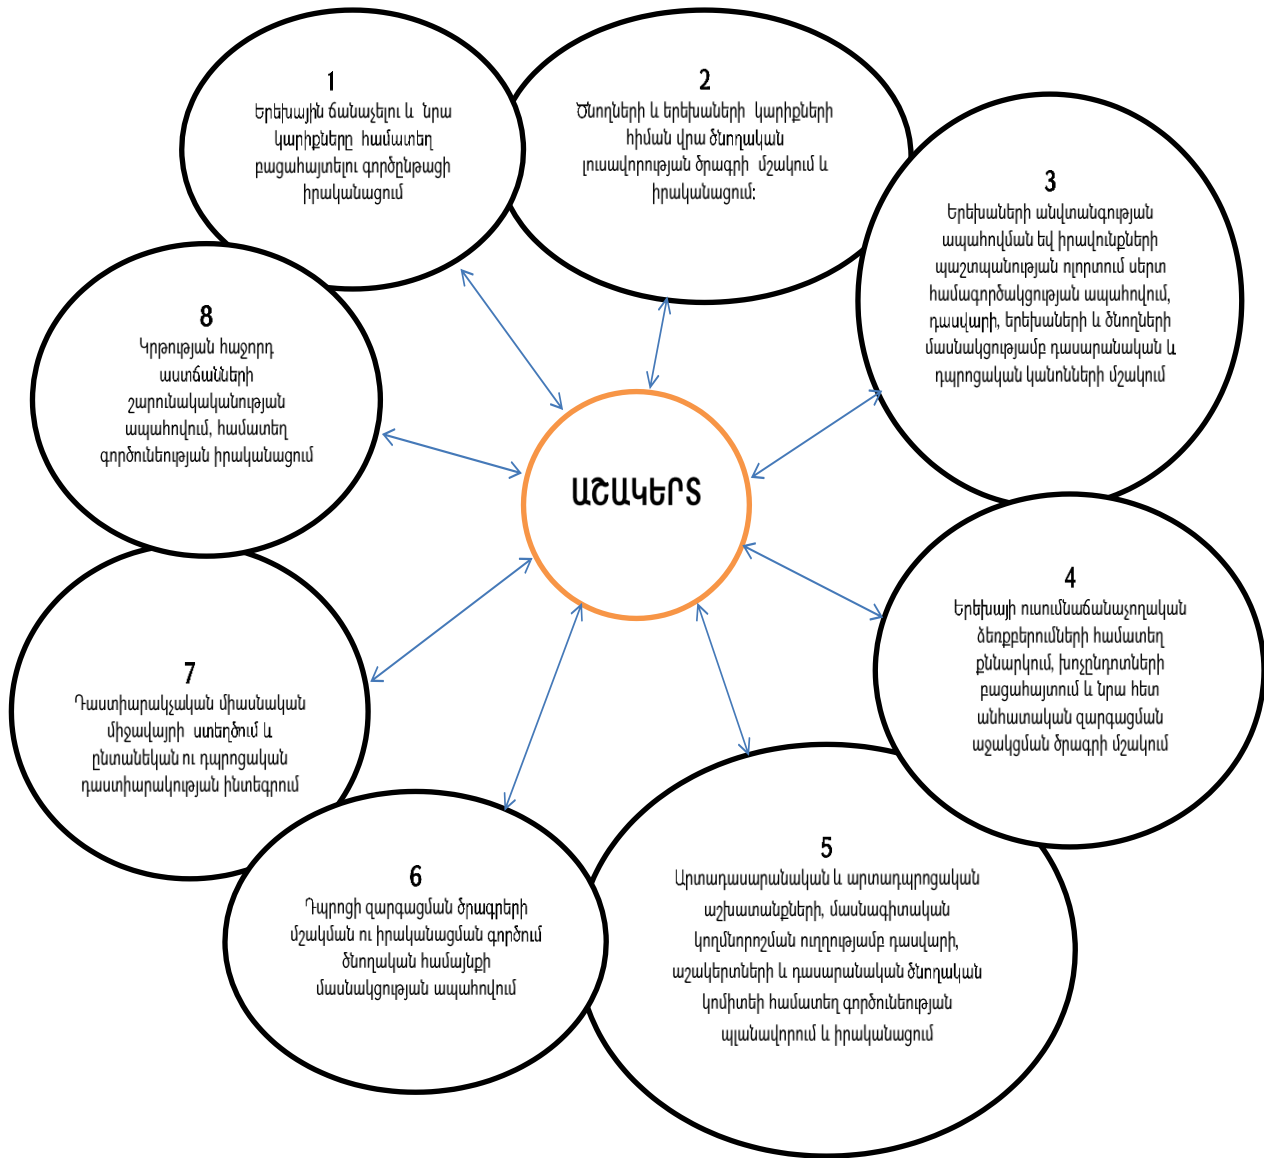 1
Երեխային ճանաչելու և նրա
կարիքները համատեղ
բացահայտելու գործընթացի
իրականացում
2
Ծնողների և երեխաների կարիքների
հիման վրա ծնողական
լուսավորության ծրագրի մշակում և
իրականացում:
3
Երեխաների անվտանգության
ապահովման եվ իրավունքների
պաշտպանության ոլորտում սերտ
համագործակցության ապահովում,
դասվարի, երեխաների և ծնողների
մասնակցությամբ դասարանական և
դպրոցական կանոնների մշակում
4
Երեխայի ուսումնաճանաչողական
ձեռքբերումների համատեղ
քննարկում, խոչընդոտների
բացահայտում և նրա հետ
անհատական զարգացման
աջակցման ծրագրի մշակում
5
Արտադասարանական և արտադպրոցական
աշխատանքների, մասնագիտական
կողմնորոշման ուղղությամբ դասվարի,
աշակերտների և դասարանական ծնողական
կոմիտեի համատեղ գործունեության
պլանավորում և իրականացում
6
Դպրոցի զարգացման ծրագրերի
մշակման ու իրականացման գործում
ծնողական համայնքի
մասնակցության ապահովում
7
Դաստիարակչական միասնական
միջավայրի ստեղծում և
ընտանեկան ու դպրոցական
դաստիարակության ինտեգրում
8
Կրթության հաջորդ
աստճանների
շարունակականության
ապահովում, համատեղ
գործունեության իրականացում
ԱՇԱԿԵՐՏ